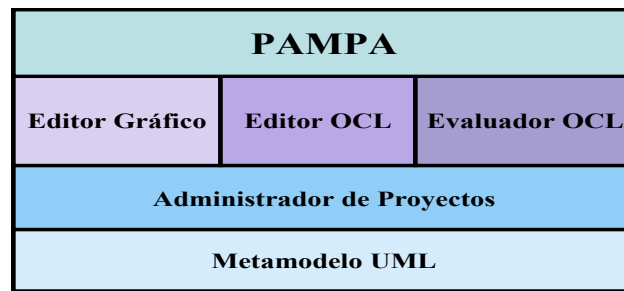 PAMPA
Editor Gráfico
Editor OCL
Evaluador OCL
Administrador de Proyectos
Metamodelo UML